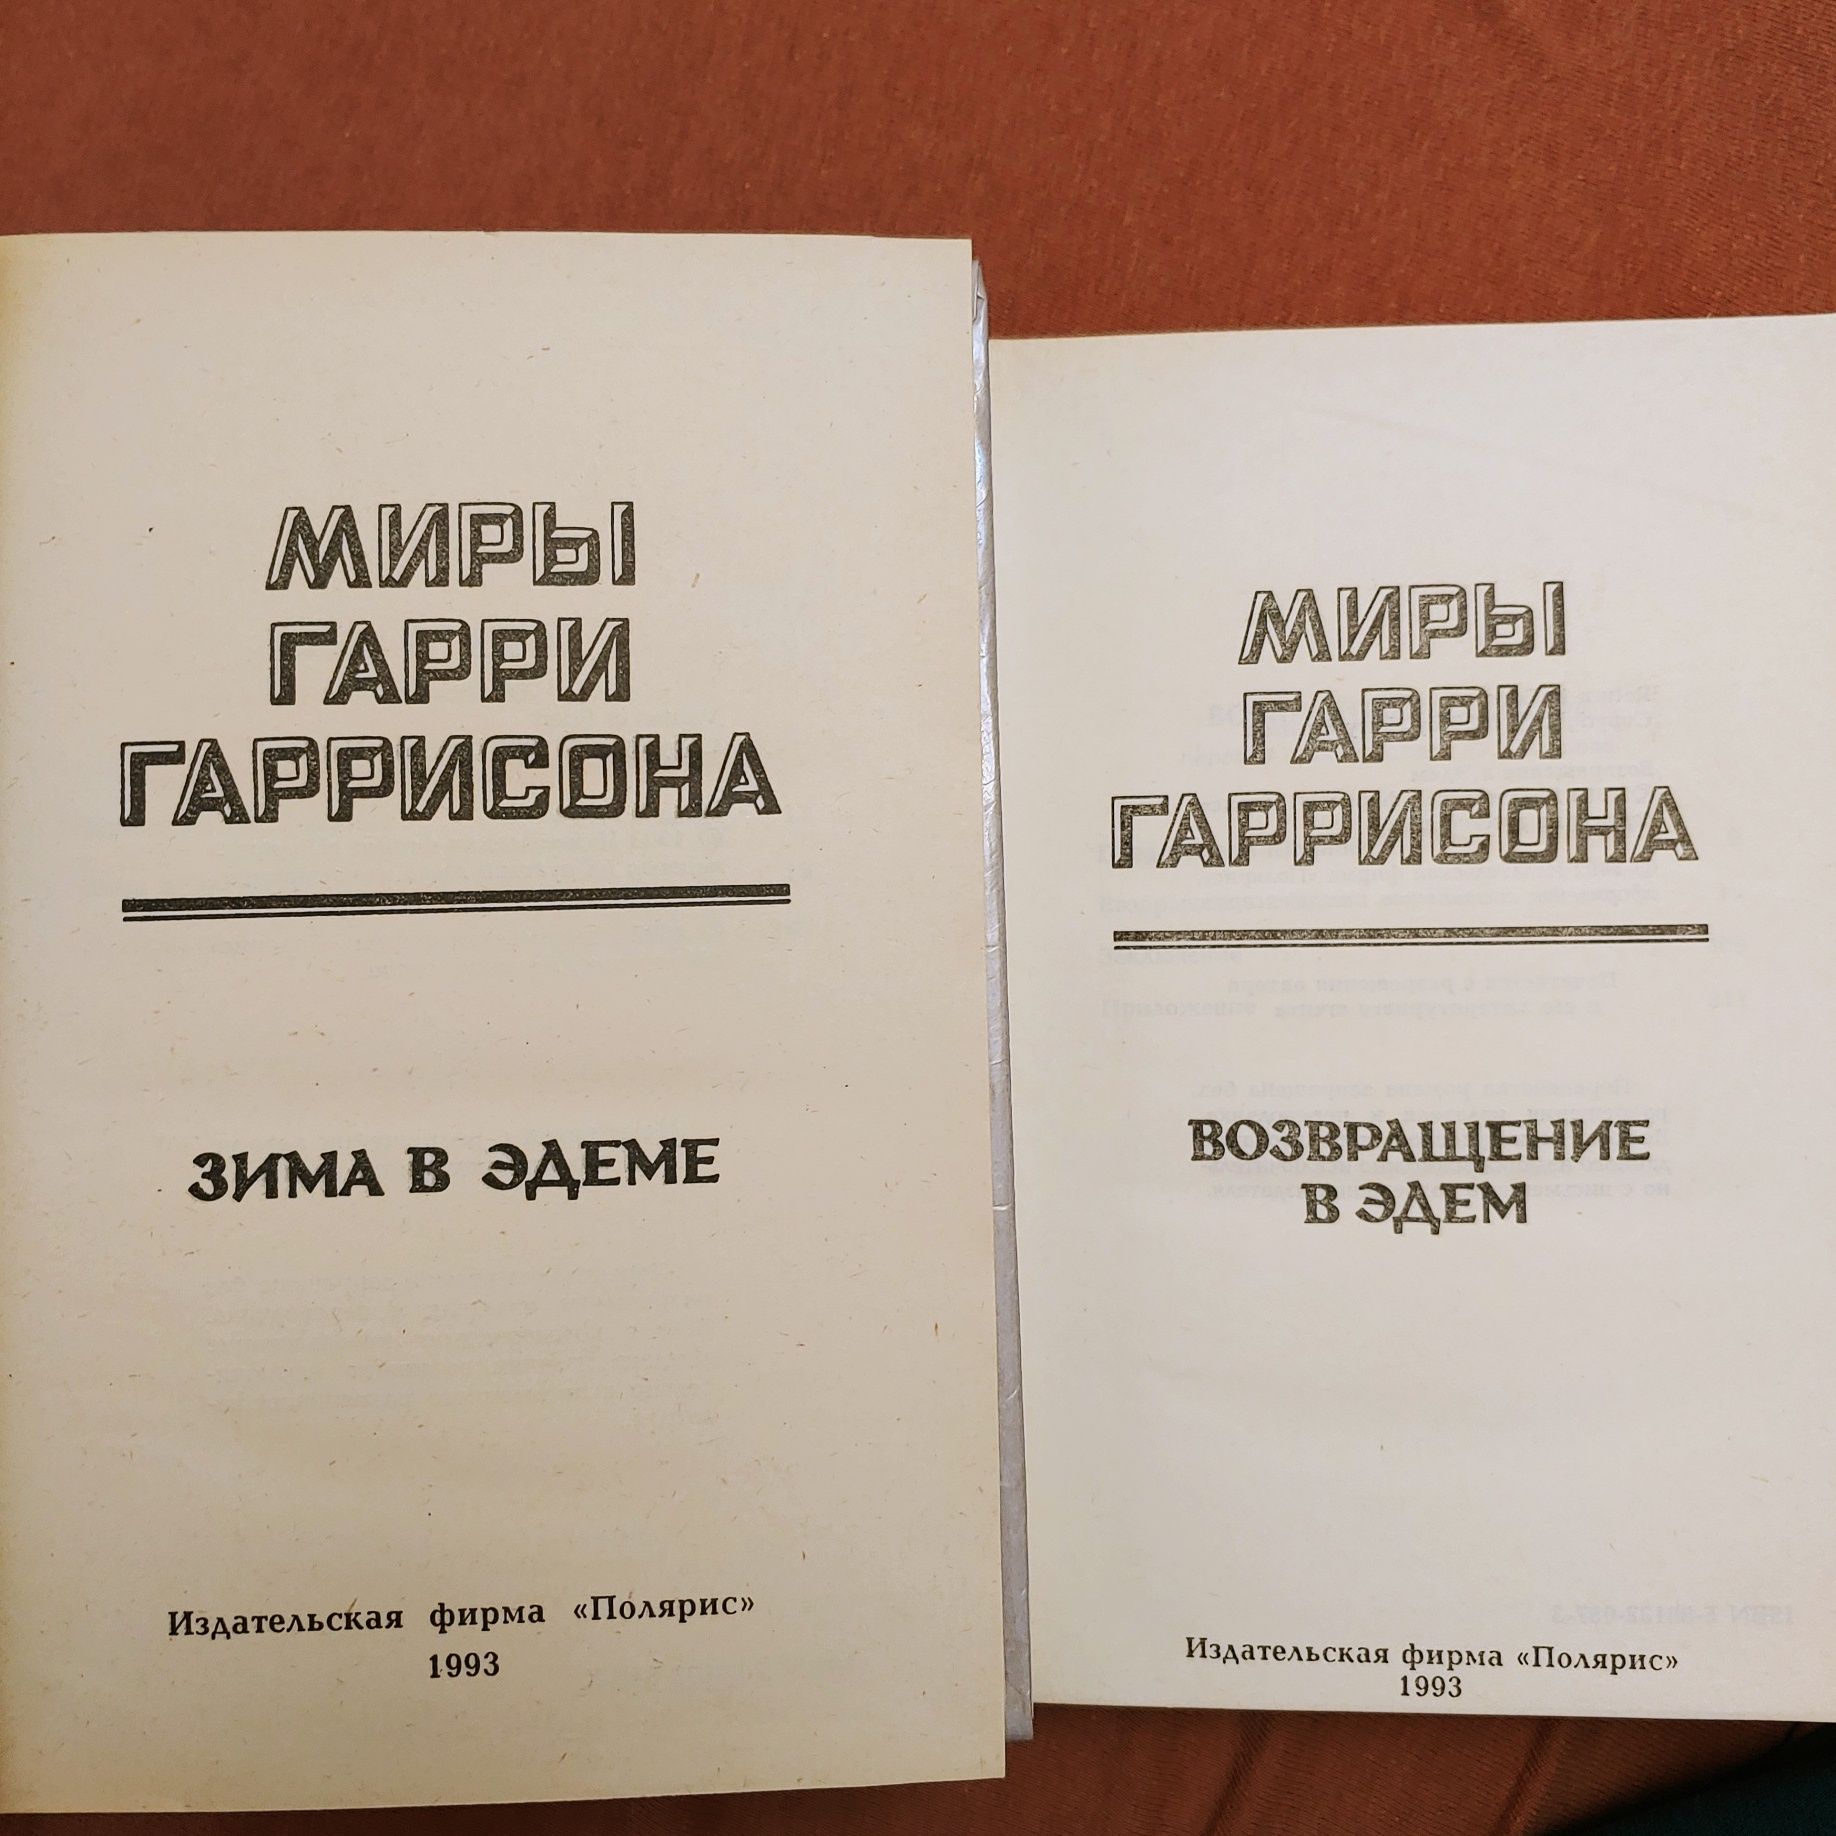 МИРЫ
ГАРРИ
ГАРРИСОНА
ЗИМА В ЭДЕМЕ
Издательская фирма «Полярис»
1993
МИРЫ
ГАРРИ
ГАРРИСОНА
ВОЗВРАЩЕНИЕ
В ЭДЕМ
Издательская фирма «Полярис»
1993